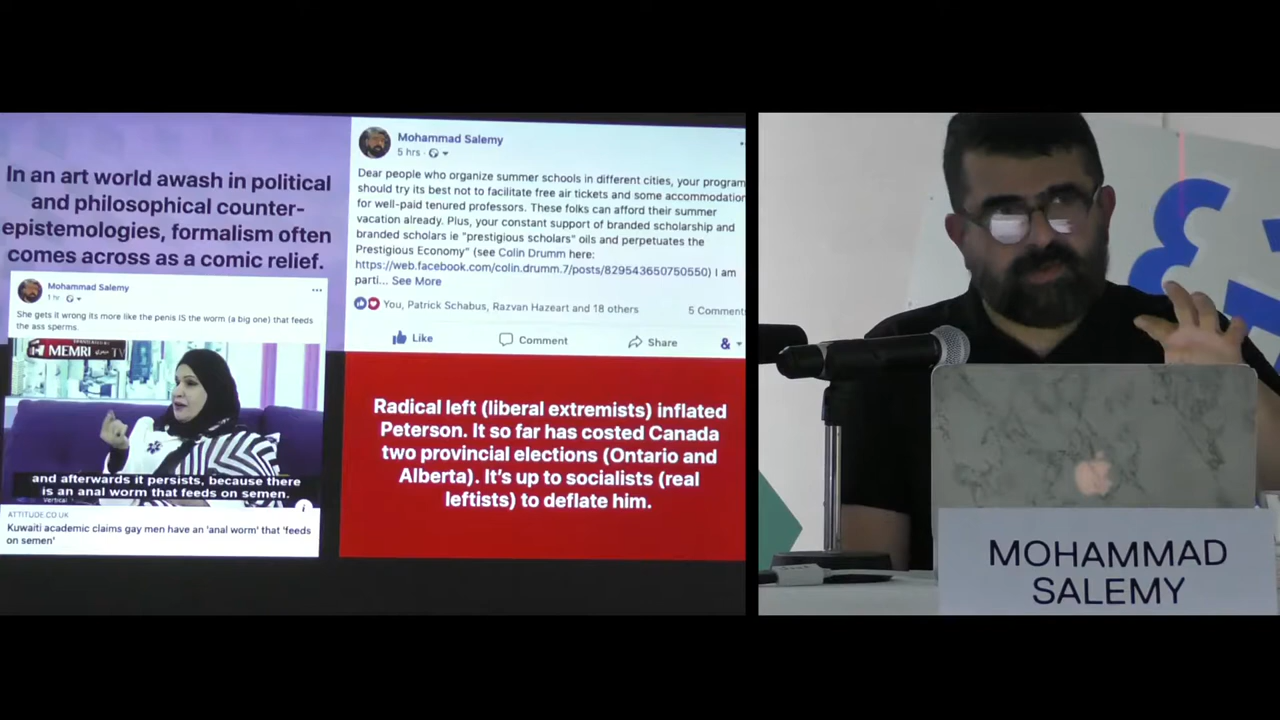 In an art world awash in political
and philosophical counter-
epistemologies, formalism often
comes across as a comic relief.
Mohammad Salemy
1 hr
She gets it wrong its more like the penis IS the worm (a big one) that feeds
the ass sperms.
MEMRI TV
and afterwards it persists, because there
is an anal worm that feeds on semen.
Vertical
ATTITUDE.CO.UK
Kuwaiti academic claims gay men have an 'anal worm' that 'feeds
on semen'
Mohammad Salemy
5 hrs
Dear people who organize summer schools in different cities, your program
should try its best not to facilitate free air tickets and some accommodation
for well-paid tenured professors. These folks can afford their summer
vacation already. Plus, your constant support of branded scholarship and
branded scholars ie "prestigious scholars" oils and perpetuates the
Prestigious Economy" (see Colin Drumm here:
https://web.facebook.com/colin.drumm.7/posts/829543650750550) I am
parti... See More
You, Patrick Schabus, Razvan Hazeart and 18 others
5 Comment
Like
Comment
Share
&
Radical left (liberal extremists) inflated
Peterson. It so far has costed Canada
two provincial elections (Ontario and
Alberta). It's up to socialists (real
leftists) to deflate him.
&
MOHAMMAD
SALEMY